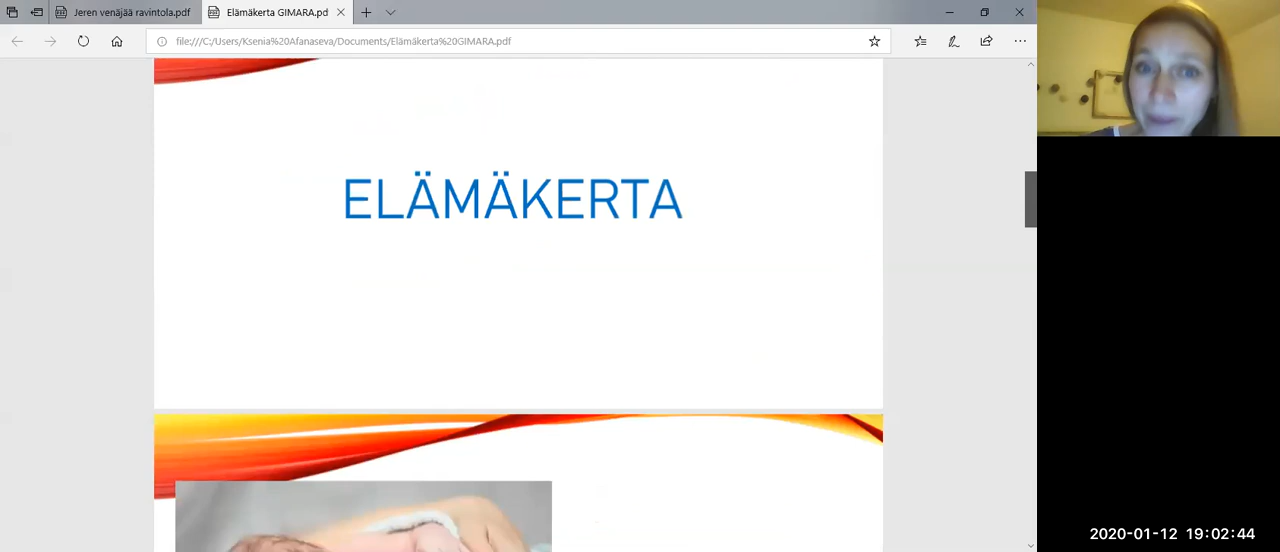 Jeren venäjää ravintola.pdf
Elämäkerta GIMARA.pd
file:///C:/Users/Ksenia%20Afanaseva/Documents/Elämäkerta%20GIMARA.pdf
ELÄMÄKERTA
2020-01-12 19:02:44